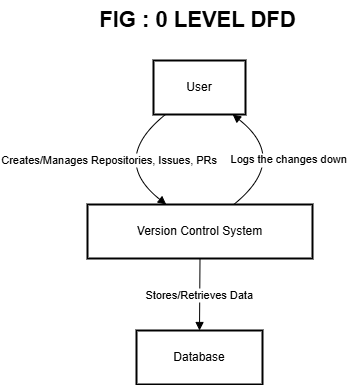 FIG : 0 LEVEL DFD
User
Creates/Manages Repositories, Issues, PRs
Logs the changes down
Version Control System
Stores/Retrieves Data
Database